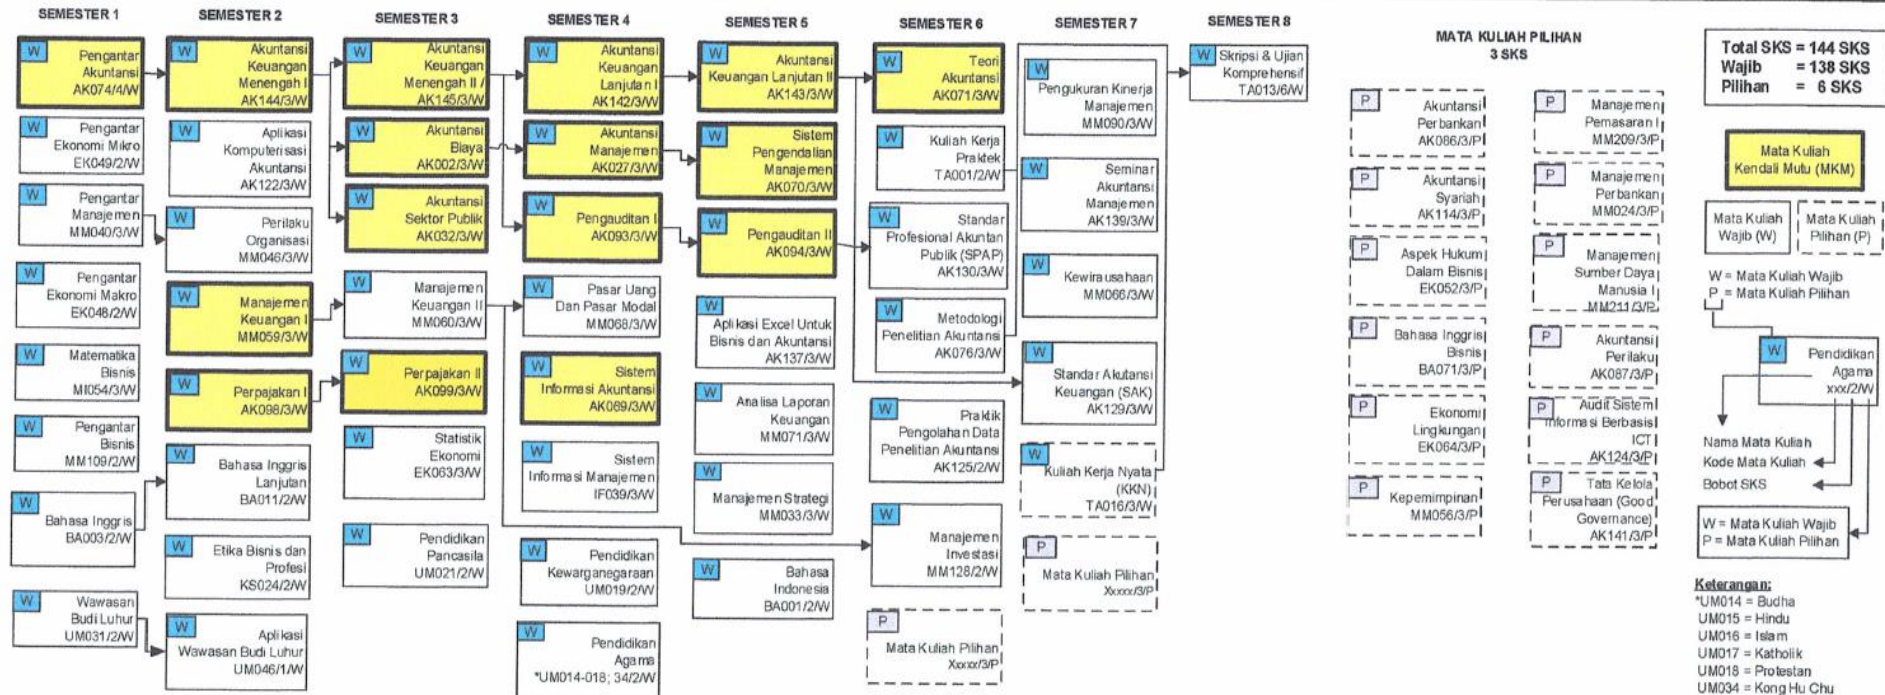 SEMESTER 1
W
Pengantar
Akuntansi
AK074/4/W
W
Pengantar
Ekonomi Mikro
EK049/2/W
W
Pengantar
Manajemen
MM040/3/W
W
Pengantar
Ekonomi Makro
EK048/2/W
W
Matematika
Bisnis
MI054/3/W
W
Pengantar
Bisnis
MM109/2/W
W
Bahasa Inggris
BA003/2/W
W
Wawasan
Budi Luhur
UM031/2/W
SEMESTER 2
W
Akuntansi
Keuangan
Menengah I
AK144/3/W
W
Aplikasi
Komputerisasi
Akuntansi
AK122/3/W
W
Perilaku
Organisasi
MM046/3/W
W
Manajemen
Keuangan I
MM059/3/W
W
Perpajakan I
AK098/3/W
W
Bahasa Inggris
Lanjutan
BA011/2/W
W
Etika Bisnis dan
Profesi
KS024/2/W
W
Aplikasi
Wawasan Budi Luhur
UM046/1/W
SEMESTER 3
W
Akuntansi
Keuangan
Menengah II /
AK145/3/W
W
Akuntansi
Biaya
AK002/3/W
W
Akuntansi
Sektor Publik
AK032/3/W
W
Manajemen
Keuangan II
MM060/3/W
W
Perpajakan II
AK099/3/W
W
Statistik
Ekonomi
EK063/3/W
W
Pendidikan
Pancasila
UM021/2/W
SEMESTER 4
W
Akuntansi
Keuangan
Lanjutan I
AK142/3/W
W
Akuntansi
Manajemen
AK027/3/W
W
Pengauditan I
AK093/3/W
W
Pasar Uang
Dan Pasar Modal
MM068/3/W
W
Sistem
Informasi Akuntansi
AK069/3/W
W
Sistem
Informasi Manajemen
IF039/3/W
W
Pendidikan
Kewarganegaraan
UM019/2/W
W
Pendidikan
Agama
*UM014-018; 34/2/W
SEMESTER 5
W
Akuntansi
Keuangan Lanjutan II
AK143/3/W
W
Sistem
Pengendalian
Manajemen
AK070/3/W
W
Pengauditan II
AK094/3/W
W
Aplikasi Excel Untuk
Bisnis dan Akuntansi
AK137/3/W
W
Analisa Laporan
Keuangan
MM071/3/W
W
Manajemen Strategi
MM033/3/W
W
Bahasa
Indonesia
BA001/2/W
SEMESTER 6
W
Teori
Akuntansi
AK071/3/W
W
Kuliah Kerja
Praktek
TA001/2/W
W
Standar
Profesional Akuntan
Publik (SPAP)
AK130/3/W
W
Metodologi
Penelitian Akuntansi
AK076/3/W
W
Praktik
Pengolahan Data
Penelitian Akuntansi
AK125/2/W
W
Manajemen
Investasi
MM128/2/W
P
Mata Kuliah Pilihan
Xxxxx/3/P
SEMESTER 7
W
Pengukuran Kinerja
Manajemen
MM090/3/W
W
Seminar
Akuntansi
Manajemen
AK139/3/W
W
Kewirausahaan
MM066/3/W
W
Standar Akutansi
Keuangan (SAK)
AK129/3/W
W
Kuliah Kerja Nyata
(KKN)
TA016/3/W
P
Mata Kuliah Pilihan
Xxxxx/3/P
SEMESTER 8
W
Skripsi & Ujian
Komprehensif
TA013/6/W
MATA KULIAH PILIHAN
3 SKS
P
Akuntansi
Perbankan
AK086/3/P
P
Akuntansi
Syariah
AK114/3/P
P
Aspek Hukum
Dalam Bisnis
EK052/3/P
P
Bahasa Inggris
Bisnis
BA071/3/P
P
Ekonomi
Lingkungan
EK064/3/P
P
Kepemimpinan
MM056/3/P
P
Manajemen
Pemasaran I
MM209/3/P
P
Manajemen
Perbankan
MM024/3/P
P
Manajemen
Sumber Daya
Manusia I
MM211/3/P
P
Akuntansi
Perilaku
AK087/3/P
P
Audit Sistem
Informasi Berbasis
ICT
AK124/3/P
P
Tata Kelola
Perusahaan (Good
Governance)
AK141/3/P
Total SKS = 144 SKS
Wajib = 138 SKS
Pilihan = 6 SKS
Mata Kuliah
Kendali Mutu (MKM)
Mata Kuliah
Wajib (W)
Mata Kuliah
Pilihan (P)
W = Mata Kuliah Wajib
P = Mata Kuliah Pilihan
W
Pendidikan
Agama
xxx/2/W
Nama Mata Kuliah
Kode Mata Kuliah
Bobot SKS
W = Mata Kuliah Wajib
P = Mata Kuliah Pilihan
Keterangan:
*UM014 = Budha
UM015 = Hindu
UM016 = Islam
UM017 = Katholik
UM018 = Protestan
UM034 = Kong Hu Chu